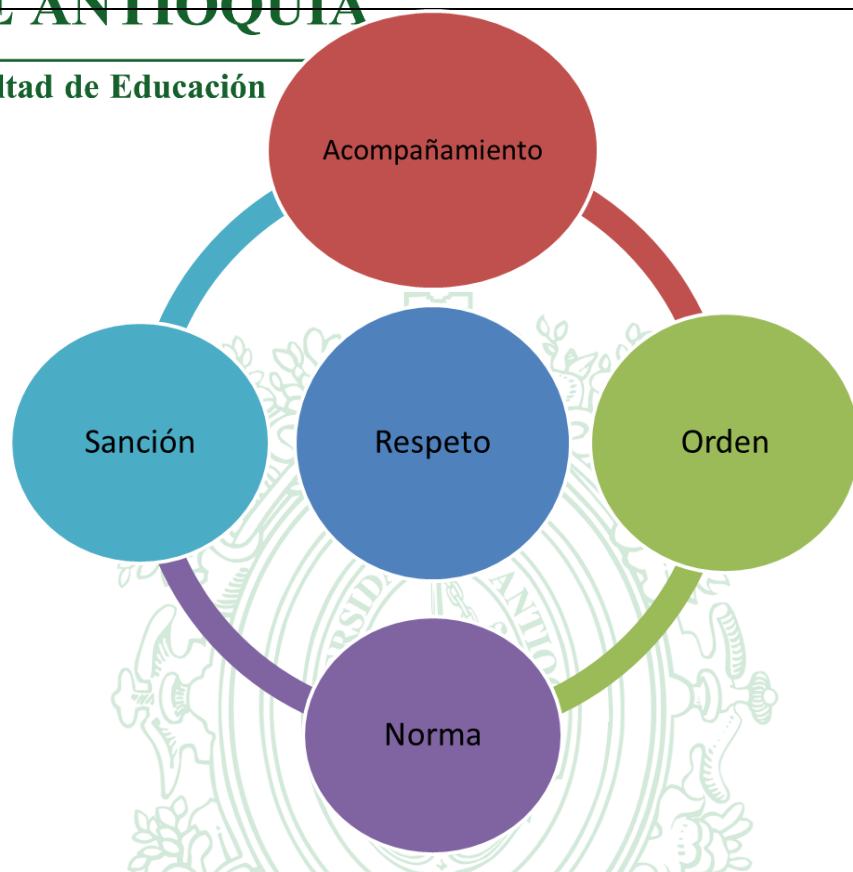 E ANTIOQUIA
ltad de Educación
Acompañamiento
Sanción
Respeto
Orden
Norma